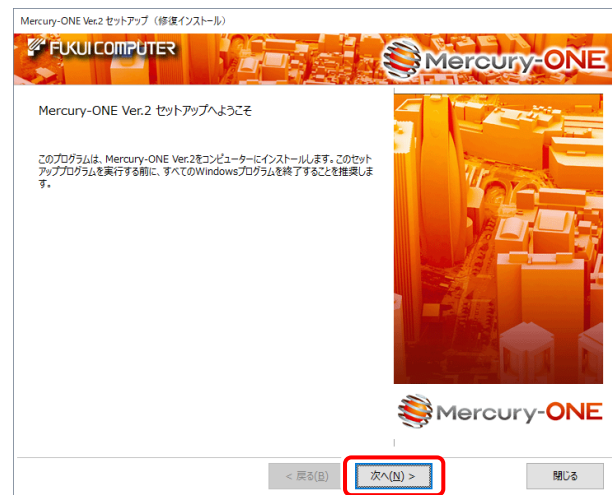 Mercury-ONE Ver.2 セットアップ（修復インストール）
FUKUI COMPUTER
Mercury-ONE
Mercury-ONE Ver.2 セットアップへようこそ
このプログラムは、Mercury-ONE Ver.2をコンピューターにインストールします。このセット
アッププログラムを実行する前に、すべてのWindowsプログラムを終了することを推奨しま
す。
Mercury-ONE
< 戻る(B)
次へ(N) >
閉じる